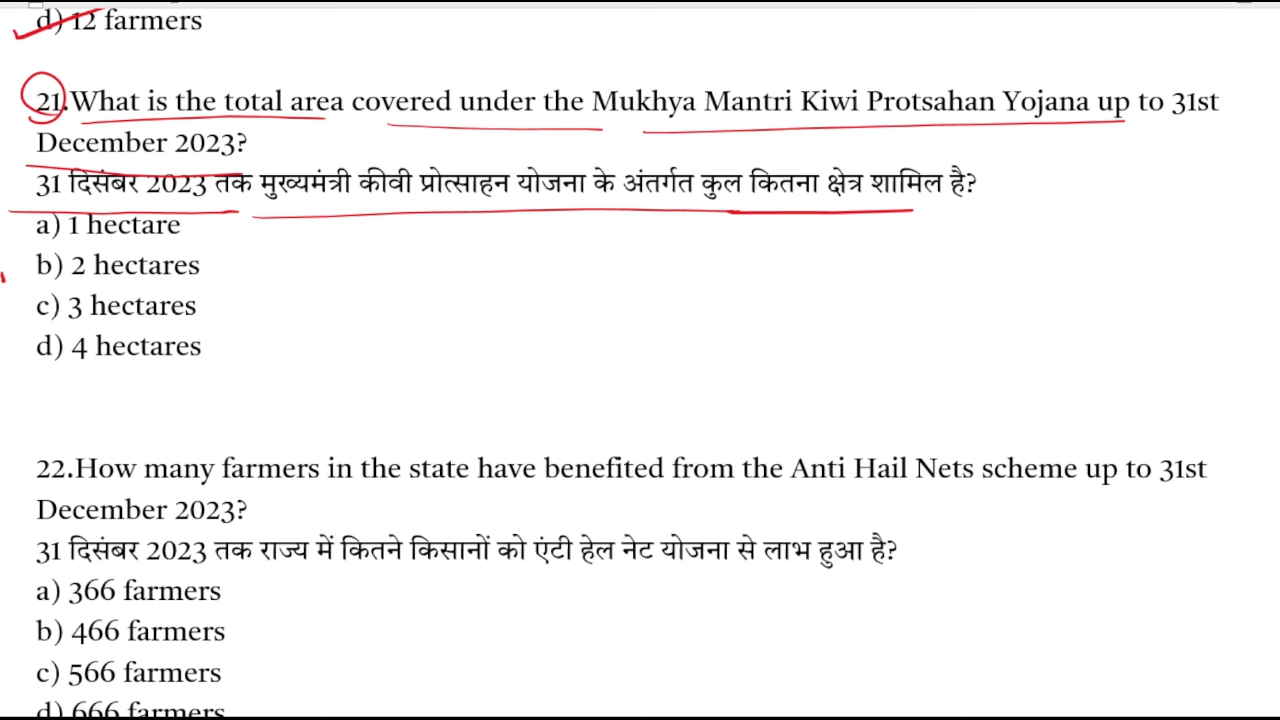 d) 12 farmers
21.What is the total area covered under the Mukhya Mantri Kiwi Protsahan Yojana up to 31st
December 2023?
31 दिसंबर 2023 तक मुख्यमंत्री कीवी प्रोत्साहन योजना के अंतर्गत कुल कितना क्षेत्र शामिल है?
a) 1 hectare
b) 2 hectares
c) 3 hectares
d) 4 hectares
22.How many farmers in the state have benefited from the Anti Hail Nets scheme up to 31st
December 2023?
31 दिसंबर 2023 तक राज्य में कितने किसानों को एंटी हेल नेट योजना से लाभ हुआ है?
a) 366 farmers
b) 466 farmers
c) 566 farmers
d) 666 farmers